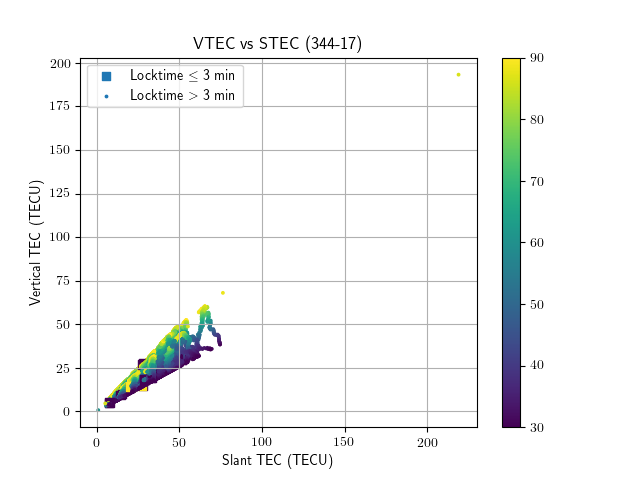 VTEC vs STEC (344-17)
Locktime ≤ 3 min
Locktime > 3 min
200
175
150
125
100
75
50
25
0
Vertical TEC (TECU)
0 50 100 150 200
Slant TEC (TECU)
90
80
70
60
50
40
30